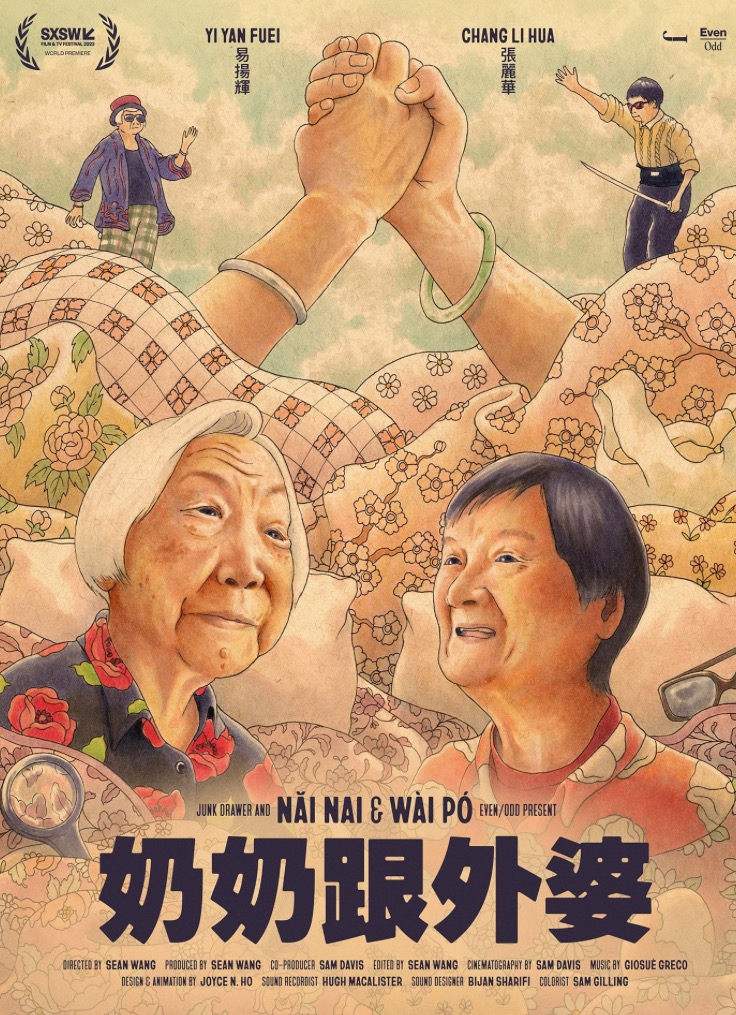 SXSW
FILM & TV FESTIVAL 2023
WORLD PREMIERE
YI YAN FUEI
易揚輝
CHANG LI HUA
張麗華
Even
Odd
JUNK DRAWER AND NǍI NAI & WÀI PÓ EVEN/ODD PRESENT
奶奶跟外婆
DIRECTED BY SEAN WANG PRODUCED BY SEAN WANG CO-PRODUCER SAM DAVIS EDITED BY SEAN WANG CINEMATOGRAPHY BY SAM DAVIS MUSIC BY GIOSUÈ GRECO
DESIGN & ANIMATION BY JOYCE N. HO SOUND RECORDIST HUGH MACALISTER SOUND DESIGNER BIJAN SHARIFI COLORIST SAM GILLING